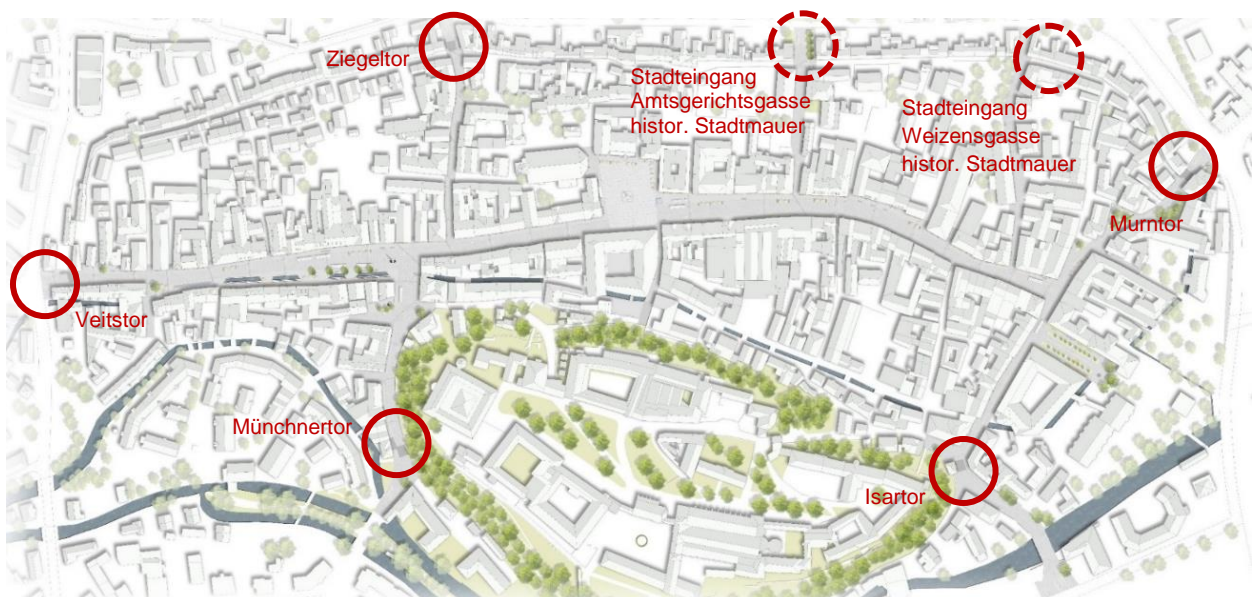 Ziegeltor
Stadteingang
Amtsgerichtsgasse
histor. Stadtmauer
Stadteingang
Weizensgasse
histor. Stadtmauer
Murntor
Veitstor
Münchnertor
Isartor